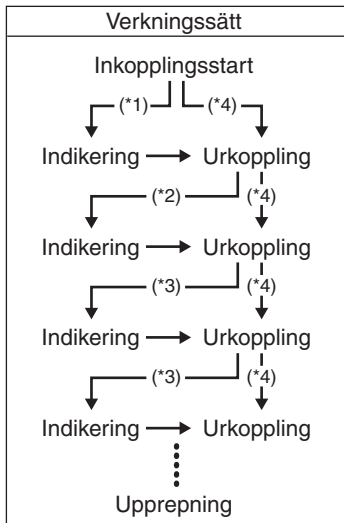 Verkningssätt
Inkopplingsstart
(*1) (*4)
Indikering Urkoppling
(*2) (*4)
Indikering Urkoppling
(*3) (*4)
Indikering Urkoppling
(*3) (*4)
Indikering Urkoppling
Upprepning